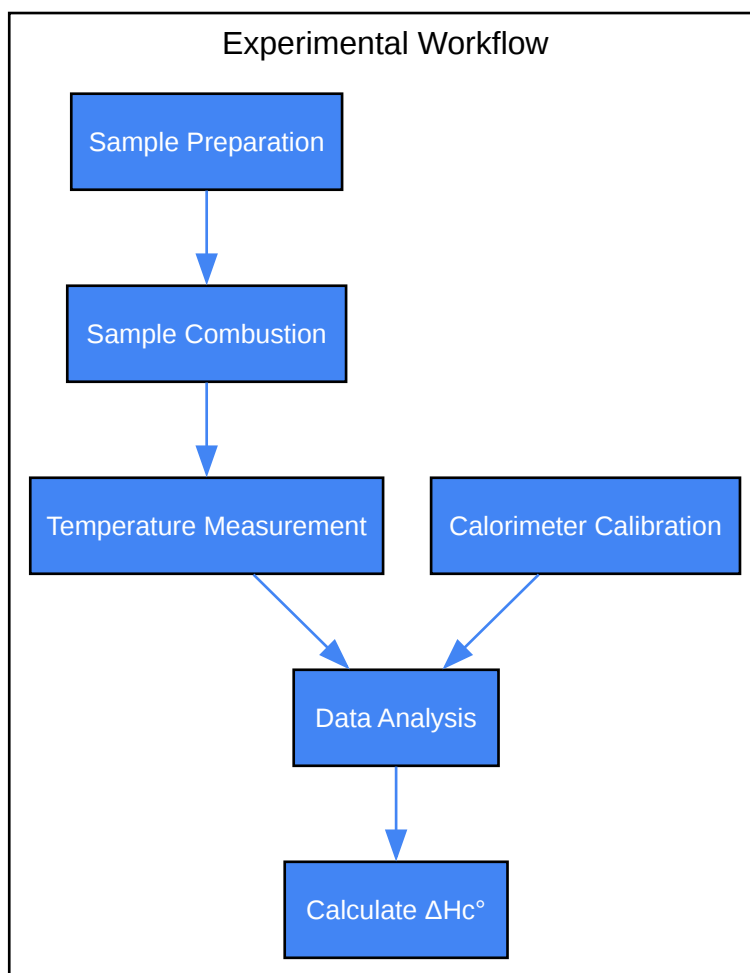 Experimental Workflow
Sample Preparation
Sample Combustion
Temperature Measurement
Calorimeter Calibration
Data Analysis
Calculate ΔHc°